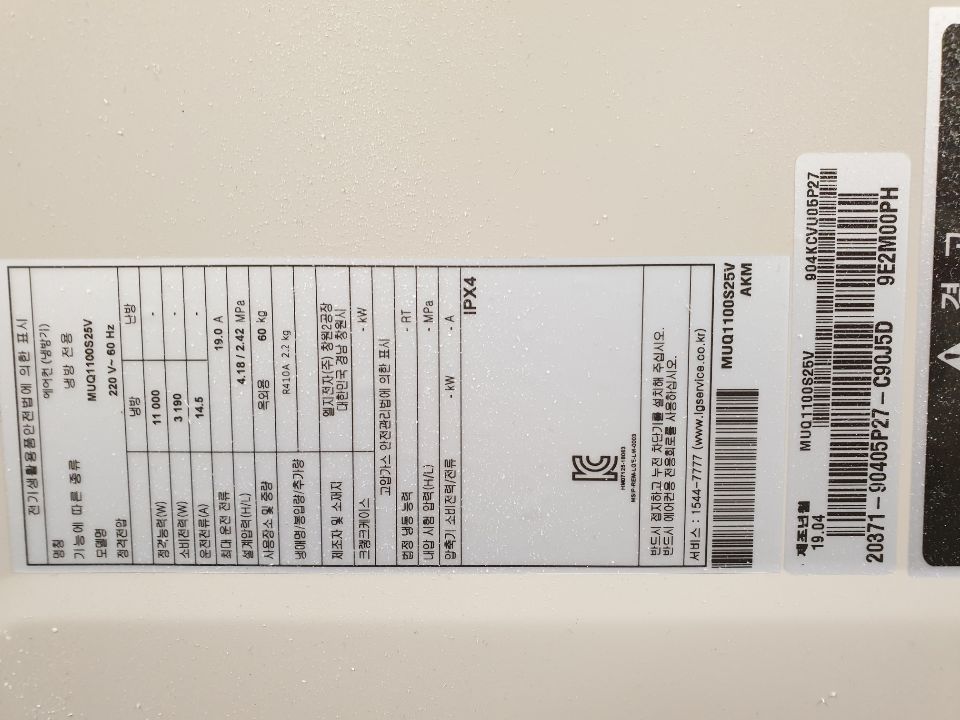 전기생활용품안전법에 의한 표시
명칭 에어컨 (냉방기)
기능에 따른 종류 냉방 전용
모델명 MUQ1100S25V
정격전압 220 V~ 60 Hz
냉방 난방
정격능력(W) 11 000 -
소비전력(W) 3 190 -
운전전류(A) 14.5 -
최대 운전 전류 19.0 A
설계압력(H/L) 4.18 / 2.42 MPa
사용장소 및 중량 옥외용 60 kg
냉매명/봉입량/추가량 R410A 2.2 kg
제조자 및 소재지 엘지전자(주) 창원2공장
대한민국 경남 창원시
크랭크케이스 - kW
고압가스 안전관리법에 의한 표시
법정 냉동 능력 - RT
내압 시험 압력(H/L) - MPa
압축기 소비전력/전류 - kW - A
IPX4
MSIP-REM-LGE-LM-0003
반드시 접지하고 누전 차단기를 설치해 주십시오.
반드시 에어컨용 전용회로를 사용하십시오.
서비스 : 1544-7777 (www.lgservice.co.kr)
MUQ1100S25V
AKM
제조년월 MUQ1100S25V 904KCVU05P27
19.04
20371-90405P27-C90J5D 9E2M00PH
경고